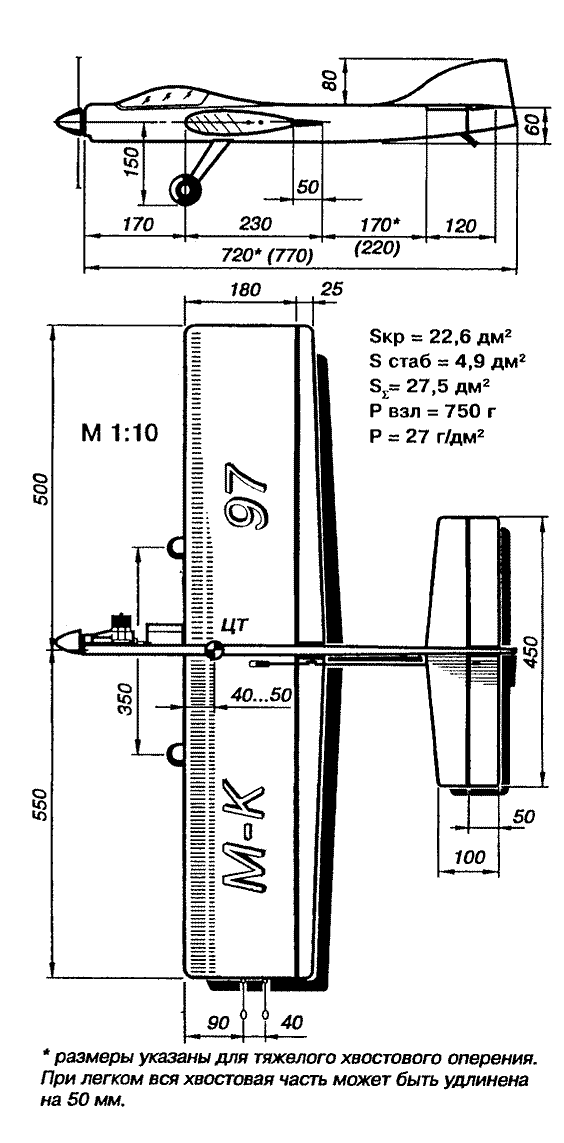 80
60
150
50
170
230
170*
120
(220)
720* (770)
180
25
Sкр = 22,6 дм²
S стаб = 4,9 дм²
S_Σ= 27,5 дм²
P взл = 750 г
P = 27 г/дм²
М 1:10
500
97
ЦТ
450
350
40...50
550
М-К
50
100
90
40
* размеры указаны для тяжелого хвостового оперения.
При легком вся хвостовая часть может быть удлинена
на 50 мм.